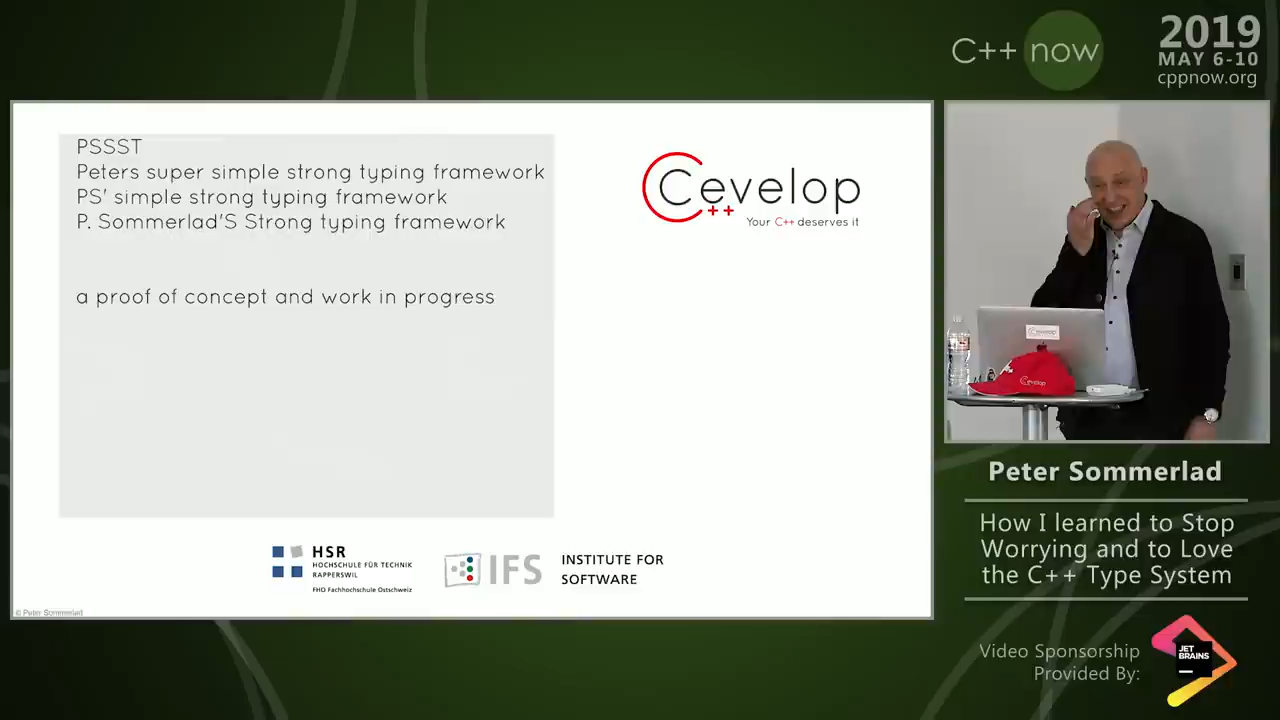 C++ now
2019
MAY 6-10
cppnow.org
PSSST
Peters super simple strong typing framework
PS' simple strong typing framework
P. Sommerlad'S Strong typing framework
a proof of concept and work in progress
Cevelop
++
Your C++ deserves it
HSR
HOCHSCHULE FÜR TECHNIK
RAPPERSWIL
FHO Fachhochschule Ostschweiz
IFS
INSTITUTE FOR
SOFTWARE
© Peter Sommerlad
Cevelop
Cevelop
Peter Sommerlad
How I learned to Stop
Worrying and to Love
the C++ Type System
Video Sponsorship
Provided By:
JET
BRAINS